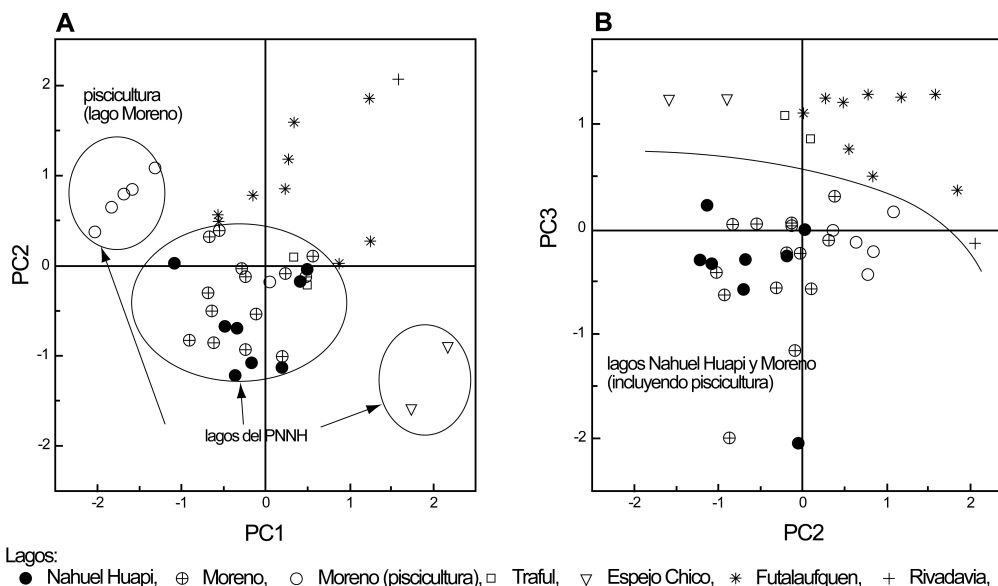 A
B
2
1
0
-1
-2
-2
-1
0
1
2
PC2
PC1
piscicultura
(lago Moreno)
lagos del PNNH
1
0
-1
-2
-2
-1
0
1
2
PC3
PC2
lagos Nahuel Huapi y Moreno
(incluyendo piscicultura)
Lagos:
Nahuel Huapi, Moreno, Moreno (piscicultura), Traful, Espejo Chico, Futalaufquen, Rivadavia,